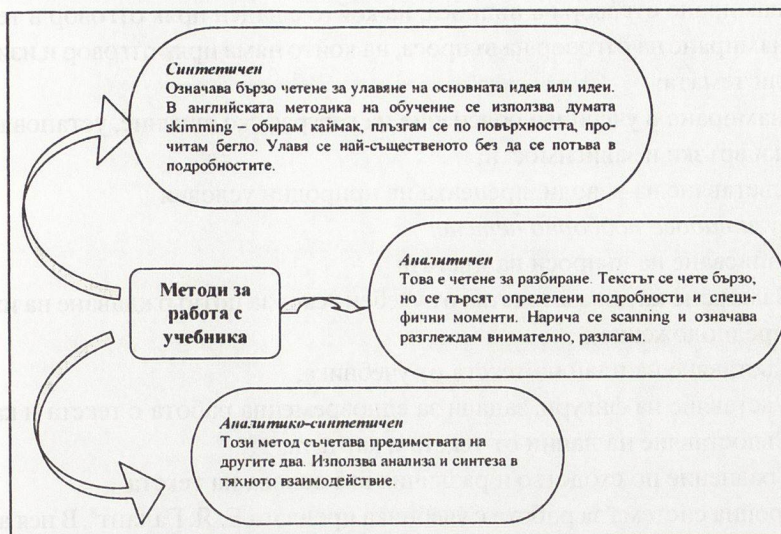 Синтетичен
Означава бързо четене за улавяне на основната идея или идеи.
В английската методика на обучение се използва думата
skimming – обирам каймак, плъзгам се по повърхността, про-
читам бегло. Улавя се най-същественото без да се потъва в
подробностите.
Методи за
работа с
учебника
Аналитичен
Това е четене за разбиране. Текстът се чете бързо,
но се търсят определени подробности и специ-
фични моменти. Нарича се scanning и означава
разглеждам внимателно, разлагам.
Аналитико-синтетичен
Този метод съчетава предимствата на
другите два. Използва анализа и синтеза в
тяхното взаимодействие.